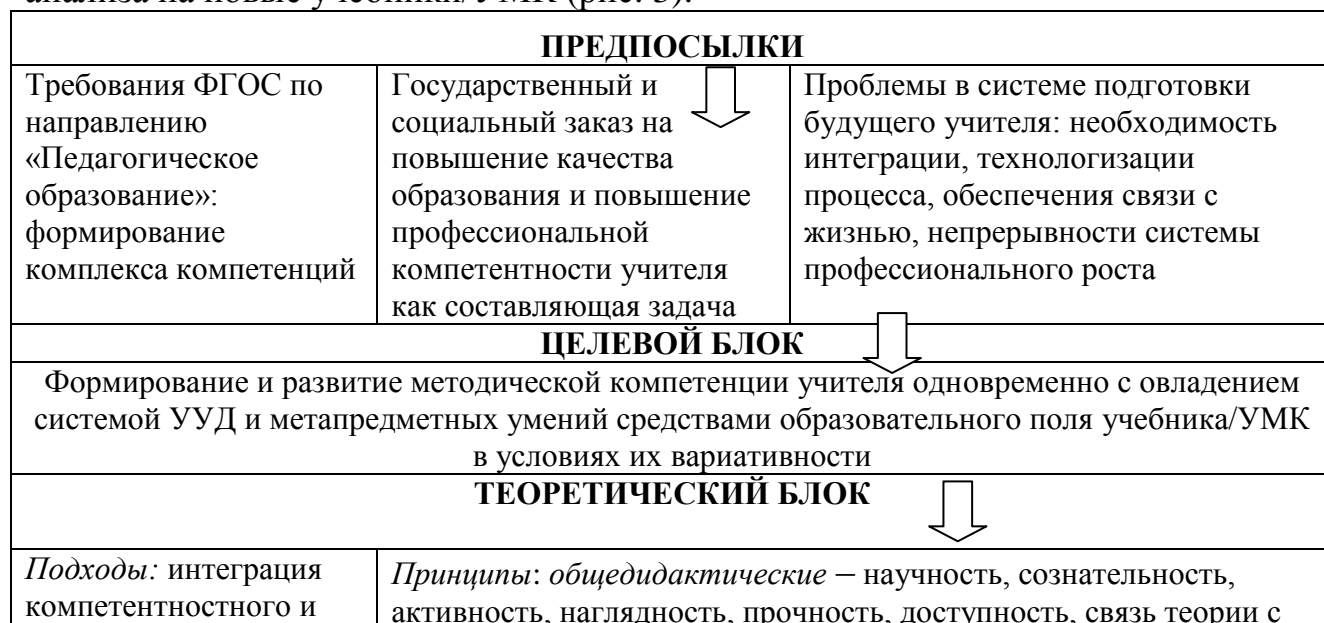 анализа на новые учебники/УМК (рис. 3).
ПРЕДПОСЫЛКИ
Требования ФГОС по
направлению
«Педагогическое
образование»:
формирование
комплекса компетенций
Государственный и
социальный заказ на
повышение качества
образования и повышение
профессиональной
компетентности учителя
как составляющая задача
Проблемы в системе подготовки
будущего учителя: необходимость
интеграции, технологизации
процесса, обеспечения связи с
жизнью, непрерывности системы
профессионального роста
ЦЕЛЕВОЙ БЛОК
Формирование и развитие методической компетенции учителя одновременно с овладением
системой УУД и метапредметных умений средствами образовательного поля учебника/УМК
в условиях их вариативности
ТЕОРЕТИЧЕСКИЙ БЛОК
Подходы: интеграция
компетентностного и
Принципы: общедидактические – научность, сознательность,
активность, наглядность, прочность, доступность, связь теории с